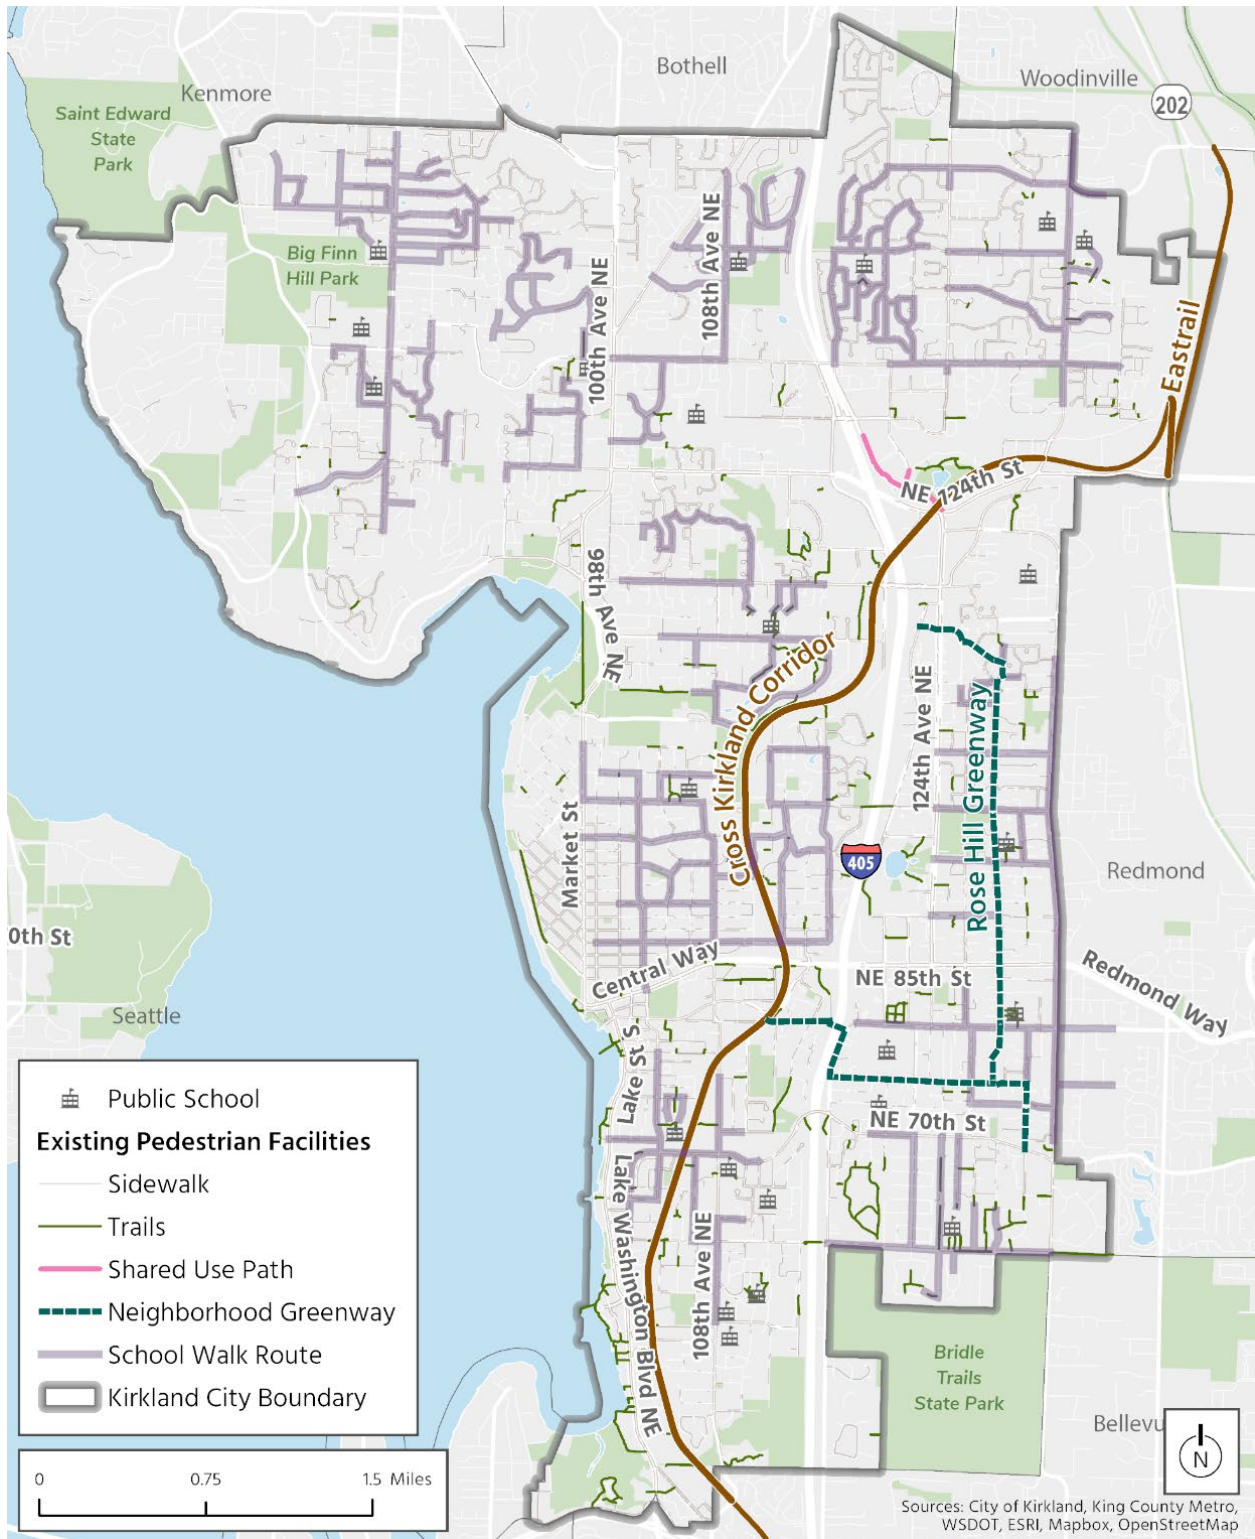 Bothell
Woodinville
Kenmore
202
Saint Edward
State
Park
Big Finn
Hill Park
108th Ave NE
100th Ave NE
Eastrail
NE 124th St
98th Ave NE
Cross Kirkland Corridor
124th Ave NE
Rose Hill Greenway
Market St
405
Redmond
0th St
Central Way
NE 85th St
Redmond Way
Seattle
Lake St S
NE 70th St
Lake Washington Blvd NE
108th Ave NE
Bridle
Trails
State Park
Bellevu
N
Public School
Existing Pedestrian Facilities
Sidewalk
Trails
Shared Use Path
Neighborhood Greenway
School Walk Route
Kirkland City Boundary
0 0.75 1.5 Miles
Sources: City of Kirkland, King County Metro,
WSDOT, ESRI, Mapbox, OpenStreetMap